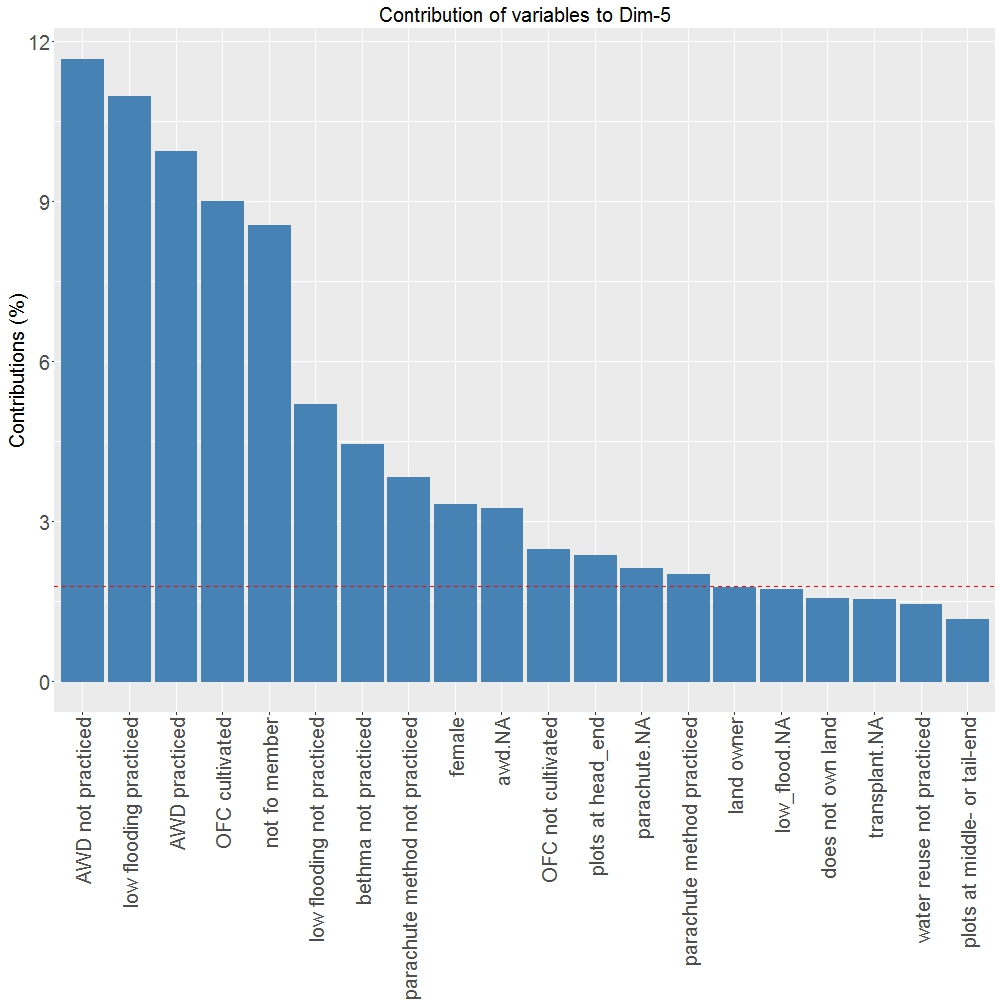 Contribution of variables to Dim-5
Contributions (%)
12
9
6
3
0
AWD not practiced
low flooding practiced
AWD practiced
OFC cultivated
not fo member
low flooding not practiced
bethma not practiced
parachute method not practiced
female
awd.NA
OFC not cultivated
plots at head_end
parachute.NA
parachute method practiced
land owner
low_flood.NA
does not own land
transplant.NA
water reuse not practiced
plots at middle- or tail-end